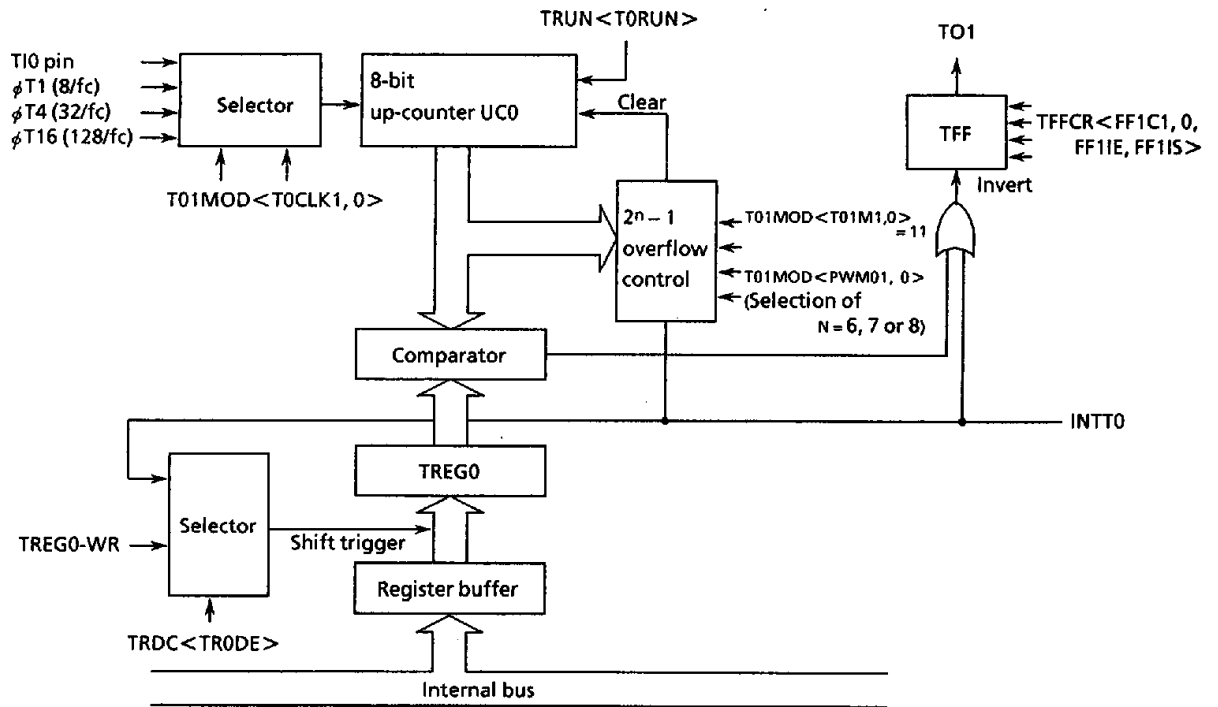 TRUN<T0RUN>
TO1
TI0 pin
ϕT1 (8/fc)
ϕT4 (32/fc)
ϕT16 (128/fc)
Selector
8-bit
up-counter UC0
Clear
TFF
TFFCR<FF1C1, 0,
FF1IE, FF1IS>
Invert
T01MOD<T0CLK1, 0>
2ⁿ – 1
overflow
control
T01MOD<T01M1,0>
= 11
T01MOD<PWM01, 0>
(Selection of
N = 6, 7 or 8)
Comparator
INTT0
TREG0
Selector
TREG0-WR
Shift trigger
Register buffer
TRDC<TR0DE>
Internal bus